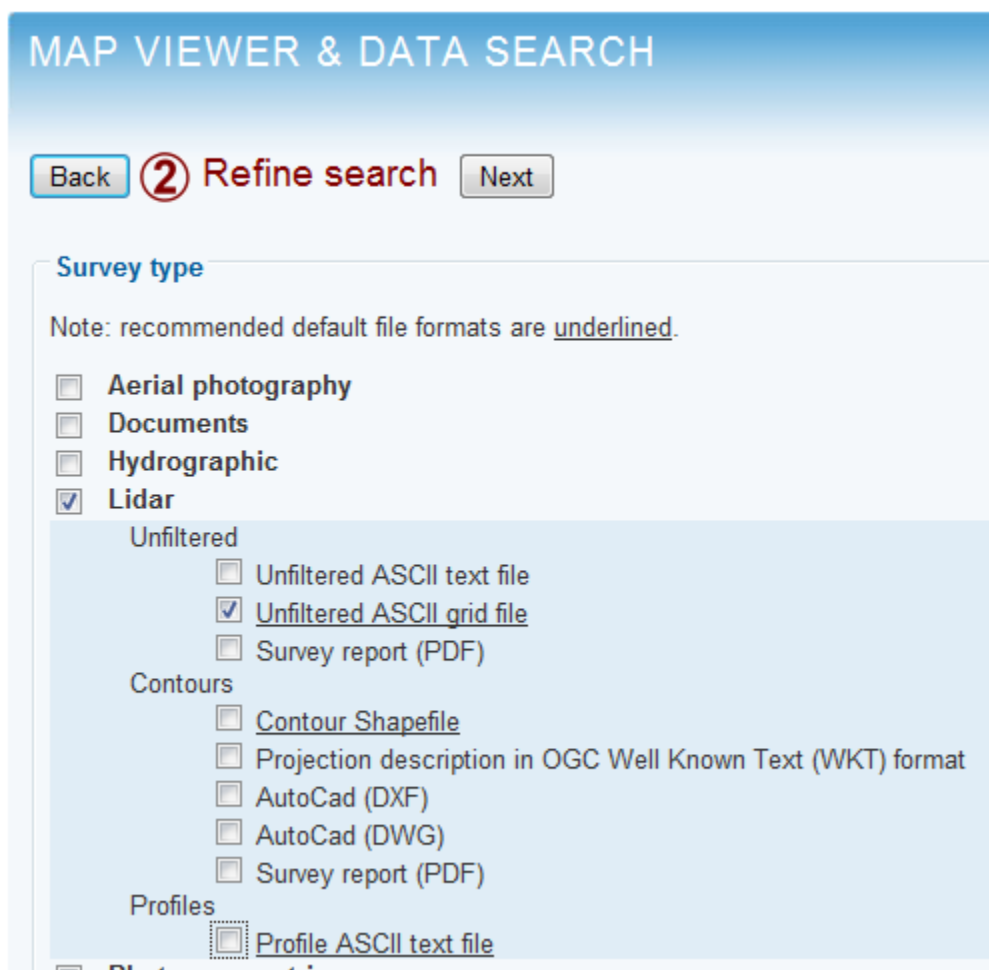 MAP VIEWER & DATA SEARCH
Back 2 Refine search Next
Survey type
Note: recommended default file formats are underlined.
Aerial photography
Documents
Hydrographic
Lidar
Unfiltered
Unfiltered ASCII text file
Unfiltered ASCII grid file
Survey report (PDF)
Contours
Contour Shapefile
Projection description in OGC Well Known Text (WKT) format
AutoCad (DXF)
AutoCad (DWG)
Survey report (PDF)
Profiles
Profile ASCII text file